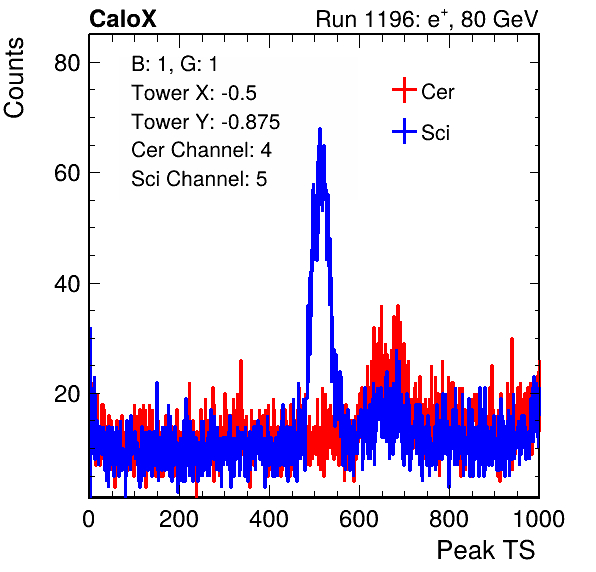 CaloX
Run 1196: e+, 80 GeV
Counts
B: 1, G: 1
Tower X: -0.5
Tower Y: -0.875
Cer Channel: 4
Sci Channel: 5
Cer
Sci
80
60
40
20
0 200 400 600 800 1000
Peak TS